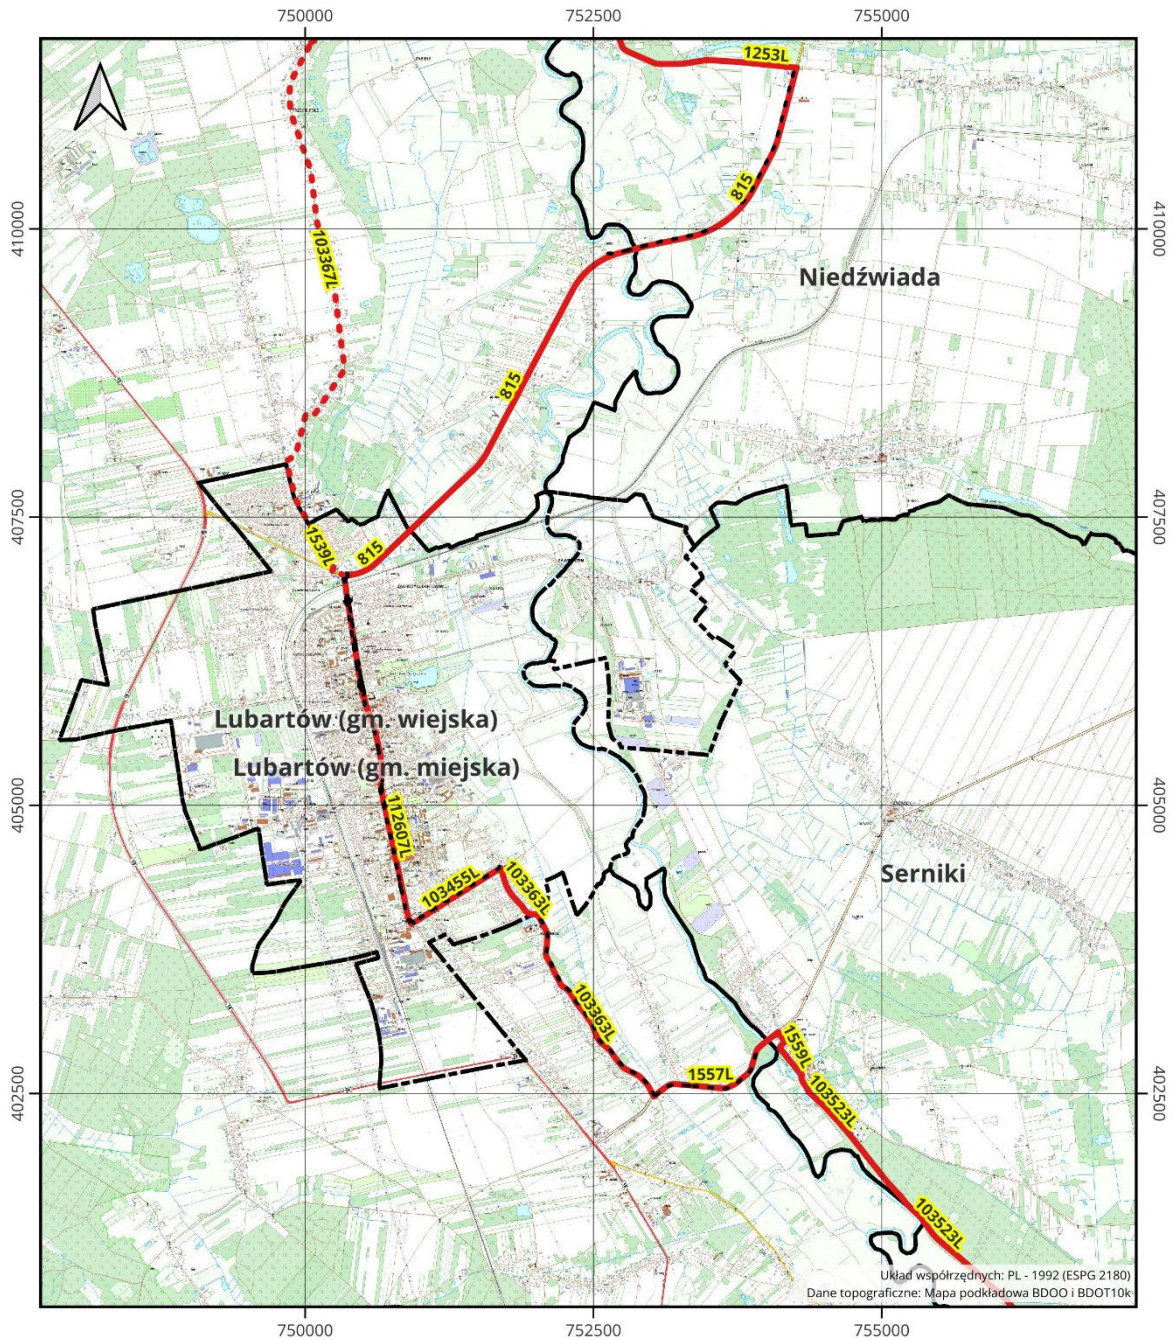 750000
752500
755000
1253L
815
410000
410000
103367L
Niedźwiada
815
407500
407500
1539L
815
Lubartów (gm. wiejska)
Lubartów (gm. miejska)
405000
405000
112607L
103455L
103363L
Serniki
103363L
1559L
1557L
103523L
402500
402500
103523L
Układ współrzędnych: PL - 1992 (ESPG 2180)
Dane topograficzne: Mapa podkładowa BDOO i BDOT10k
750000
752500
755000